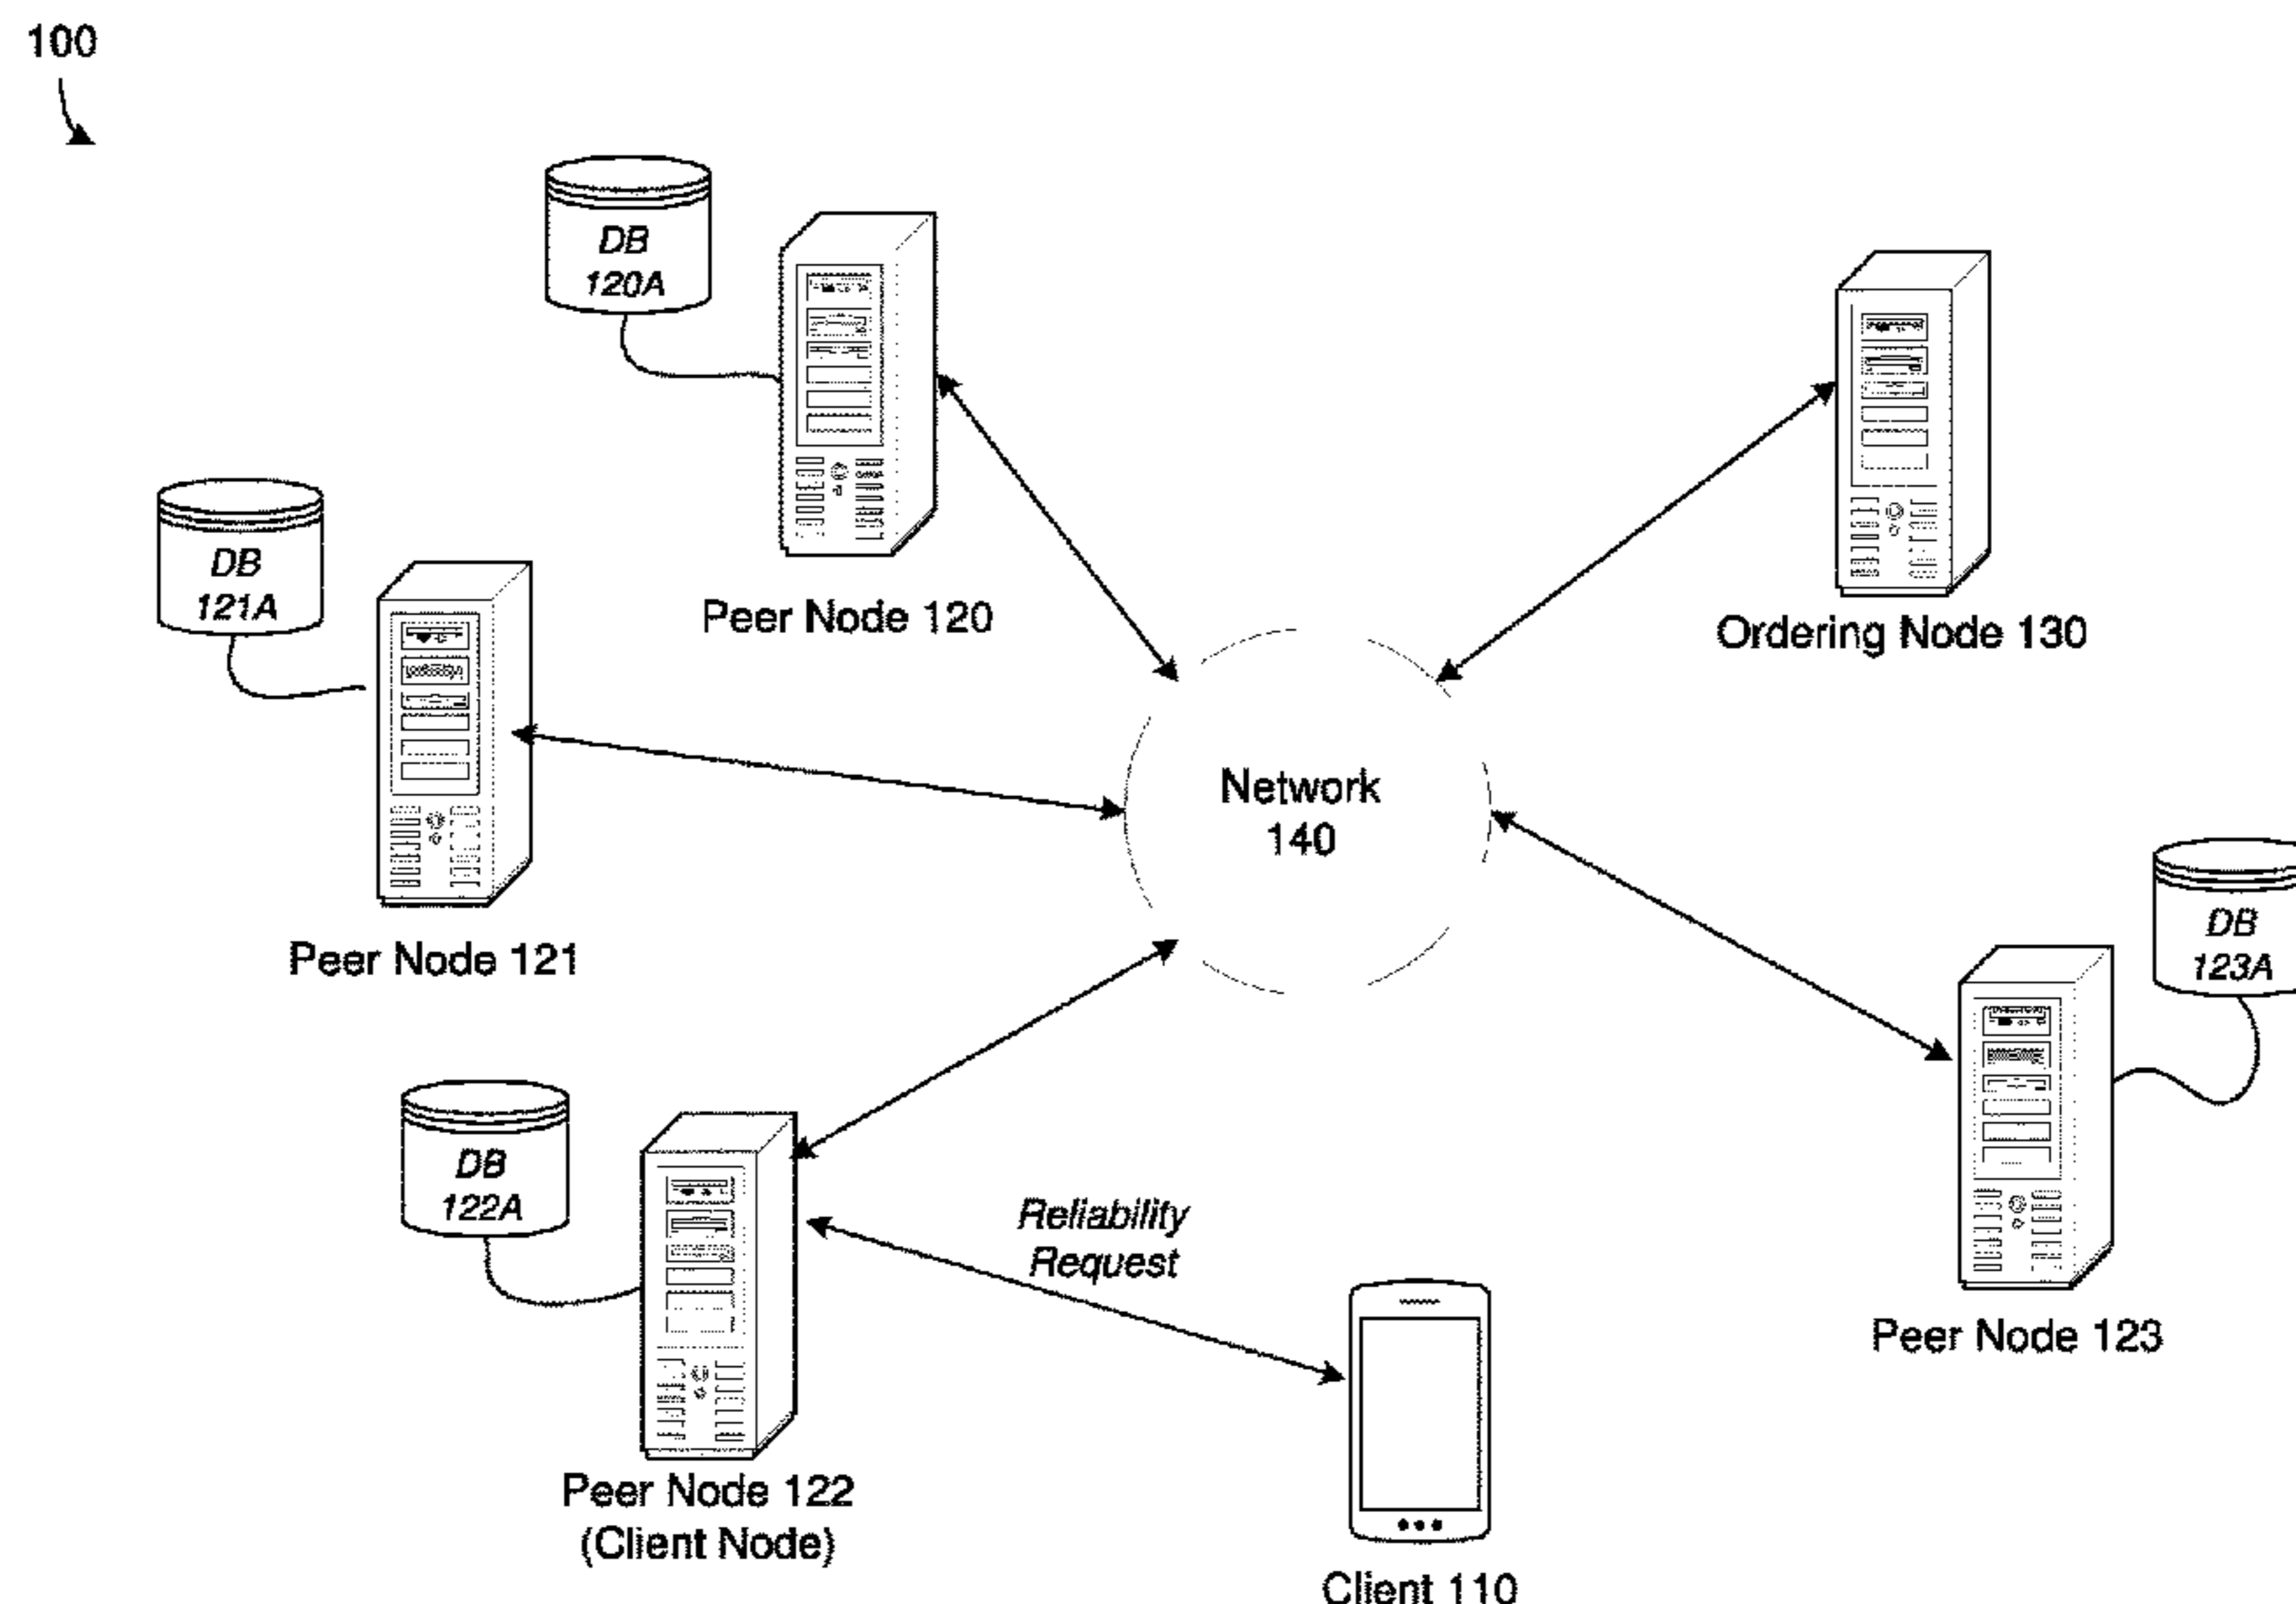 100
DB
120A
Peer Node 120
Ordering Node 130
DB
121A
Peer Node 121
Network
140
DB
123A
Peer Node 123
DB
122A
Reliability
Request
Peer Node 122
(Client Node)
Client 110